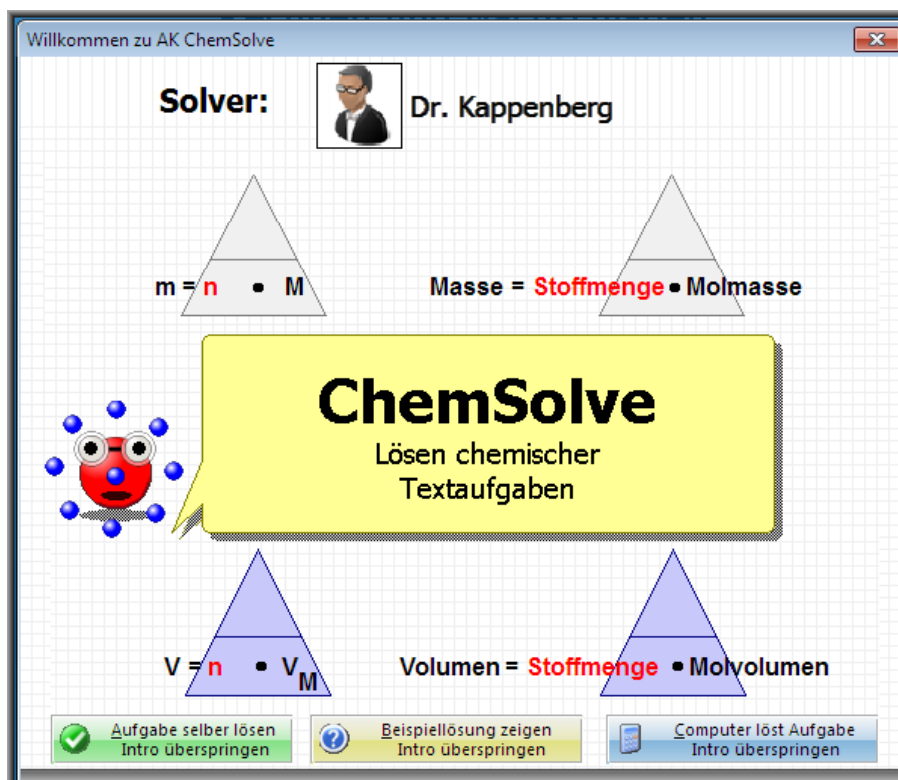 Willkommen zu AK ChemSolve
Solver:
Dr. Kappenberg
m = n • M
Masse = Stoffmenge • Molmasse
ChemSolve
Lösen chemischer
Textaufgaben
V = n • V_M
Volumen = Stoffmenge • Molvolumen
Aufgabe selber lösen
Intro überspringen
Beispiellösung zeigen
Intro überspringen
Computer löst Aufgabe
Intro überspringen